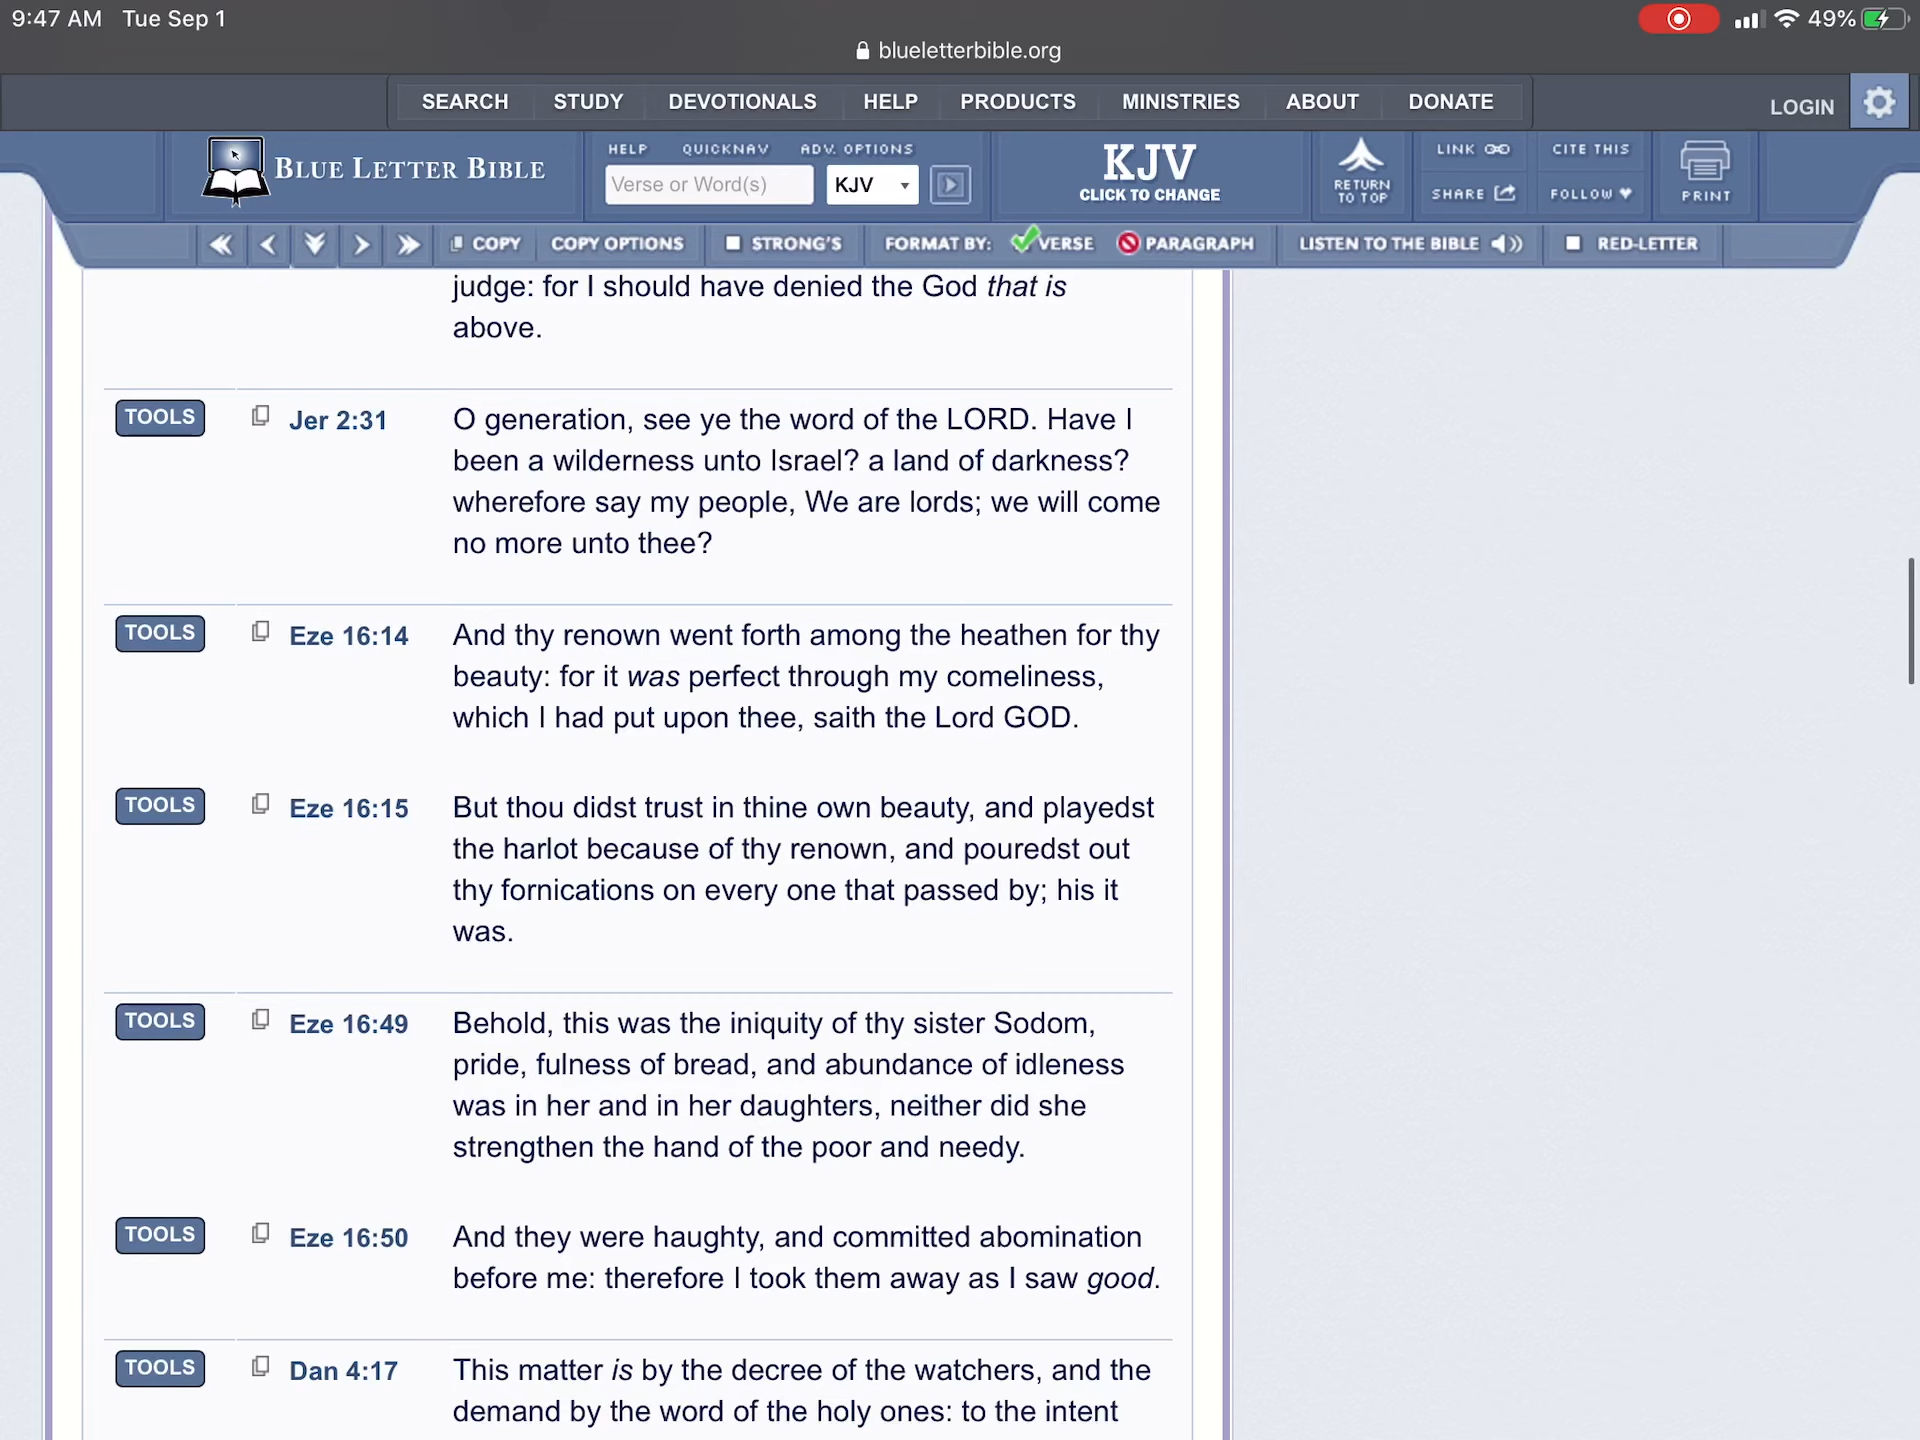 9:47 AM Tue Sep 1
49%
blueletterbible.org
SEARCH STUDY DEVOTIONALS HELP PRODUCTS MINISTRIES ABOUT DONATE
LOGIN
BLUE LETTER BIBLE
HELP QUICKNAV ADV. OPTIONS
Verse or Word(s) KJV
KJV
CLICK TO CHANGE
RETURN
TO TOP
LINK
SHARE
CITE THIS
FOLLOW
PRINT
COPY COPY OPTIONS STRONG'S FORMAT BY: VERSE PARAGRAPH LISTEN TO THE BIBLE RED-LETTER
judge: for I should have denied the God that is
above.
TOOLS Jer 2:31 O generation, see ye the word of the LORD. Have I
been a wilderness unto Israel? a land of darkness?
wherefore say my people, We are lords; we will come
no more unto thee?
TOOLS Eze 16:14 And thy renown went forth among the heathen for thy
beauty: for it was perfect through my comeliness,
which I had put upon thee, saith the Lord GOD.
TOOLS Eze 16:15 But thou didst trust in thine own beauty, and playedst
the harlot because of thy renown, and pouredst out
thy fornications on every one that passed by; his it
was.
TOOLS Eze 16:49 Behold, this was the iniquity of thy sister Sodom,
pride, fulness of bread, and abundance of idleness
was in her and in her daughters, neither did she
strengthen the hand of the poor and needy.
TOOLS Eze 16:50 And they were haughty, and committed abomination
before me: therefore I took them away as I saw good.
TOOLS Dan 4:17 This matter is by the decree of the watchers, and the
demand by the word of the holy ones: to the intent